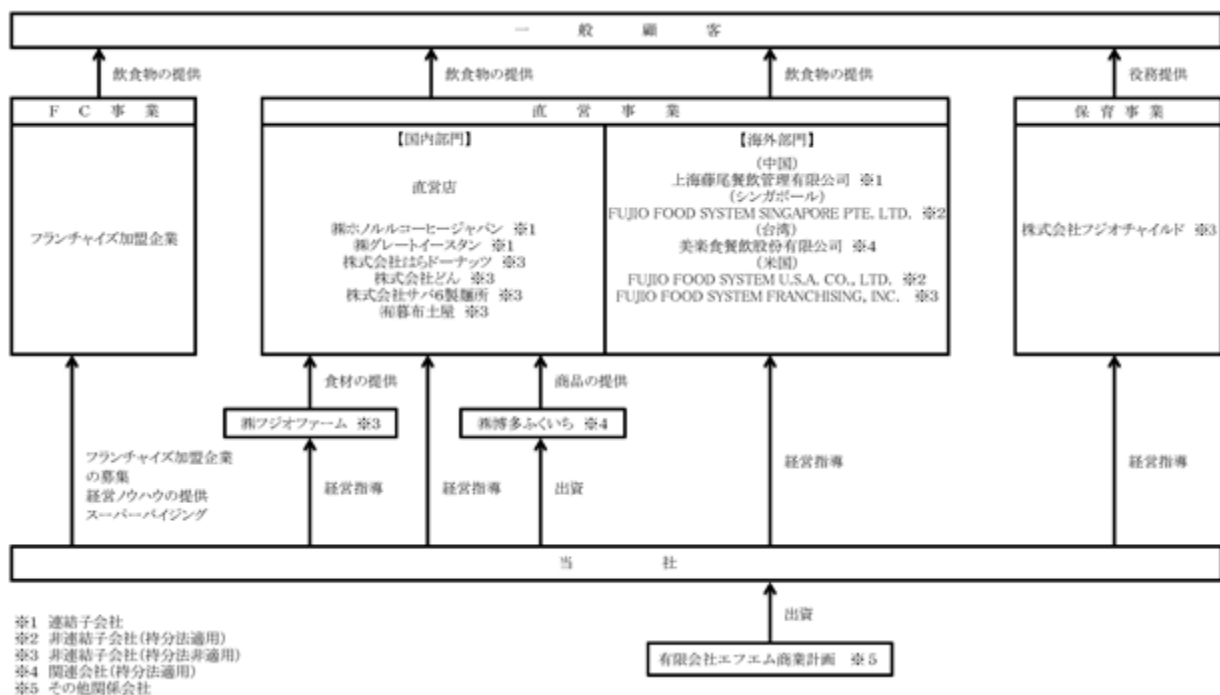 一般顧客
飲食物の提供
飲食物の提供
飲食物の提供
役務提供
FC事業
直営事業
保育事業
フランチャイズ加盟企業
【国内部門】
直営店
㈱ホノルルコーヒージャパン ※1
㈱グレートイースタン ※1
株式会社はらドーナッツ ※3
株式会社どん ※3
株式会社サバ6製麺所 ※3
㈲暮布土屋 ※3
【海外部門】
(中国)
上海藤尾餐飲管理有限公司 ※1
(シンガポール)
FUJIO FOOD SYSTEM SINGAPORE PTE. LTD. ※2
(台湾)
美楽食餐飲股份有限公司 ※4
(米国)
FUJIO FOOD SYSTEM U.S.A. CO., LTD. ※2
FUJIO FOOD SYSTEM FRANCHISING, INC. ※3
株式会社フジオチャイルド ※3
食材の提供
商品の提供
㈱フジオファーム ※3
㈱博多ふくいち ※4
フランチャイズ加盟企業
の募集
経営ノウハウの提供
スーパーバイジング
経営指導
経営指導
出資
経営指導
経営指導
当社
出資
有限会社エフエム商業計画 ※5
※1 連結子会社
※2 非連結子会社(持分法適用)
※3 非連結子会社(持分法非適用)
※4 関連会社(持分法適用)
※5 その他関係会社